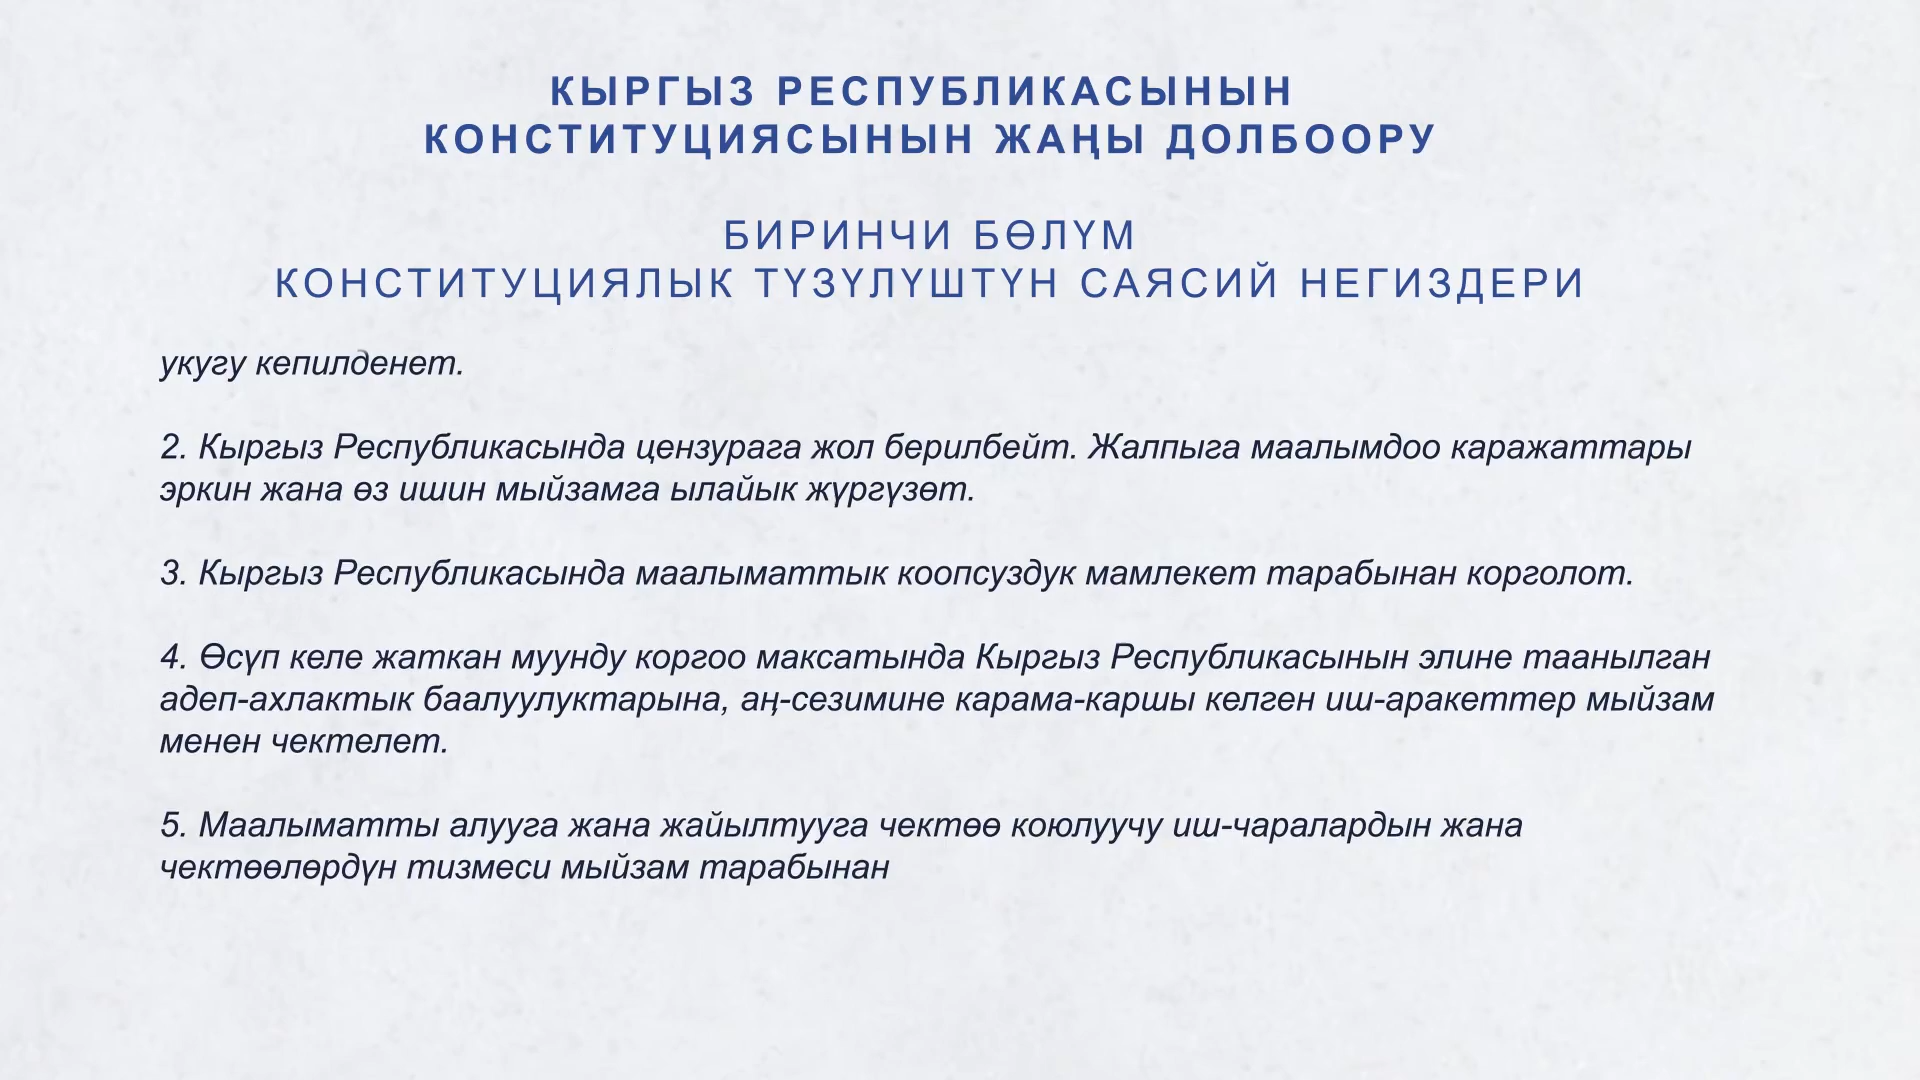 КЫРГЫЗ РЕСПУБЛИКАСЫНЫН
КОНСТИТУЦИЯСЫНЫН ЖАҢЫ ДОЛБООРУ
БИРИНЧИ БӨЛҮМ
КОНСТИТУЦИЯЛЫК ТҮЗҮЛҮШТҮН САЯСИЙ НЕГИЗДЕРИ
укугу кепилденет.
2. Кыргыз Республикасында цензурага жол берилбейт. Жалпыга маалымдоо каражаттары
эркин жана өз ишин мыйзамга ылайык жүргүзөт.
3. Кыргыз Республикасында маалыматтык коопсуздук мамлекет тарабынан корголот.
4. Өсүп келе жаткан муунду коргоо максатында Кыргыз Республикасынын элине таанылган
адеп-ахлактык баалуулуктарына, аң-сезимине карама-каршы келген иш-аракеттер мыйзам
менен чектелет.
5. Маалыматты алууга жана жайылтууга чектөө коюлуучу иш-чаралардын жана
чектөөлөрдүн тизмеси мыйзам тарабынан